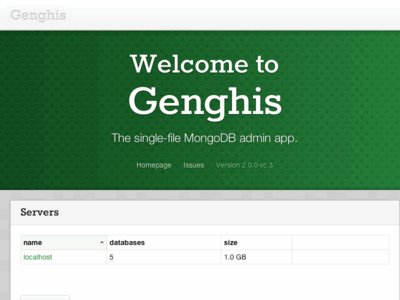 Genghis
Welcome to
Genghis
The single-file MongoDB admin app.
Homepage Issues Version 2.0.0-rc.3
Servers
name databases size
localhost 5 1.0 GB